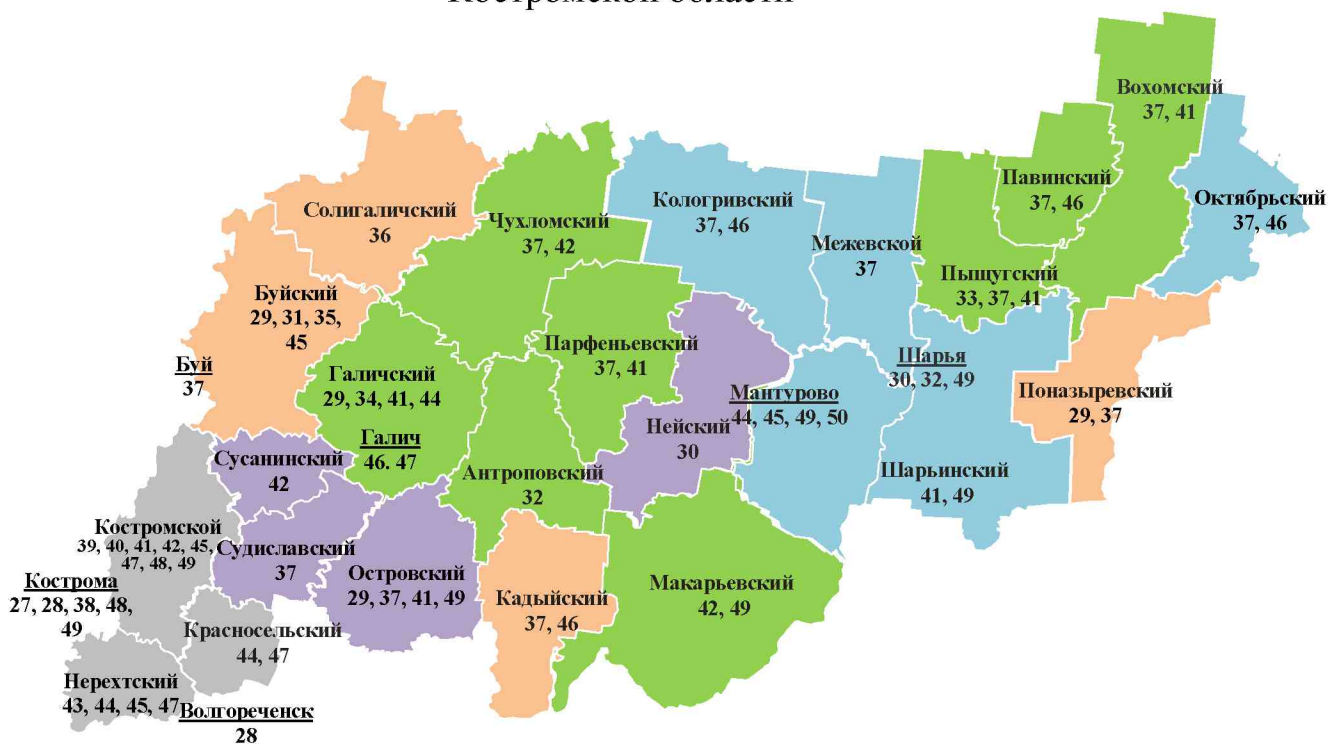 Костромской области
Вохомский
37, 41
Павинский
37, 46
Октябрьский
37, 46
Кологривский
37, 46
Солигаличский
36
Чухломский
37, 42
Межевской
37
Пыщугский
33, 37, 41
Буйский
29, 31, 35,
45
Буй
37
Парфеньевский
37, 41
Шарья
30, 32, 49
Галичский
29, 34, 41, 44
Поназыревский
29, 37
Мантурово
44, 45, 49, 50
Нейский
30
Галич
46. 47
Сусанинский
42
Антроповский
32
Шарьинский
41, 49
Костромской
39, 40, 41, 42, 45,
47, 48, 49
Судиславский
37
Островский
29, 37, 41, 49
Макарьевский
42, 49
Кострома
27, 28, 38, 48,
49
Кадыйский
37, 46
Красносельский
44, 47
Нерехтский
43, 44, 45, 47
Волгореченск
28